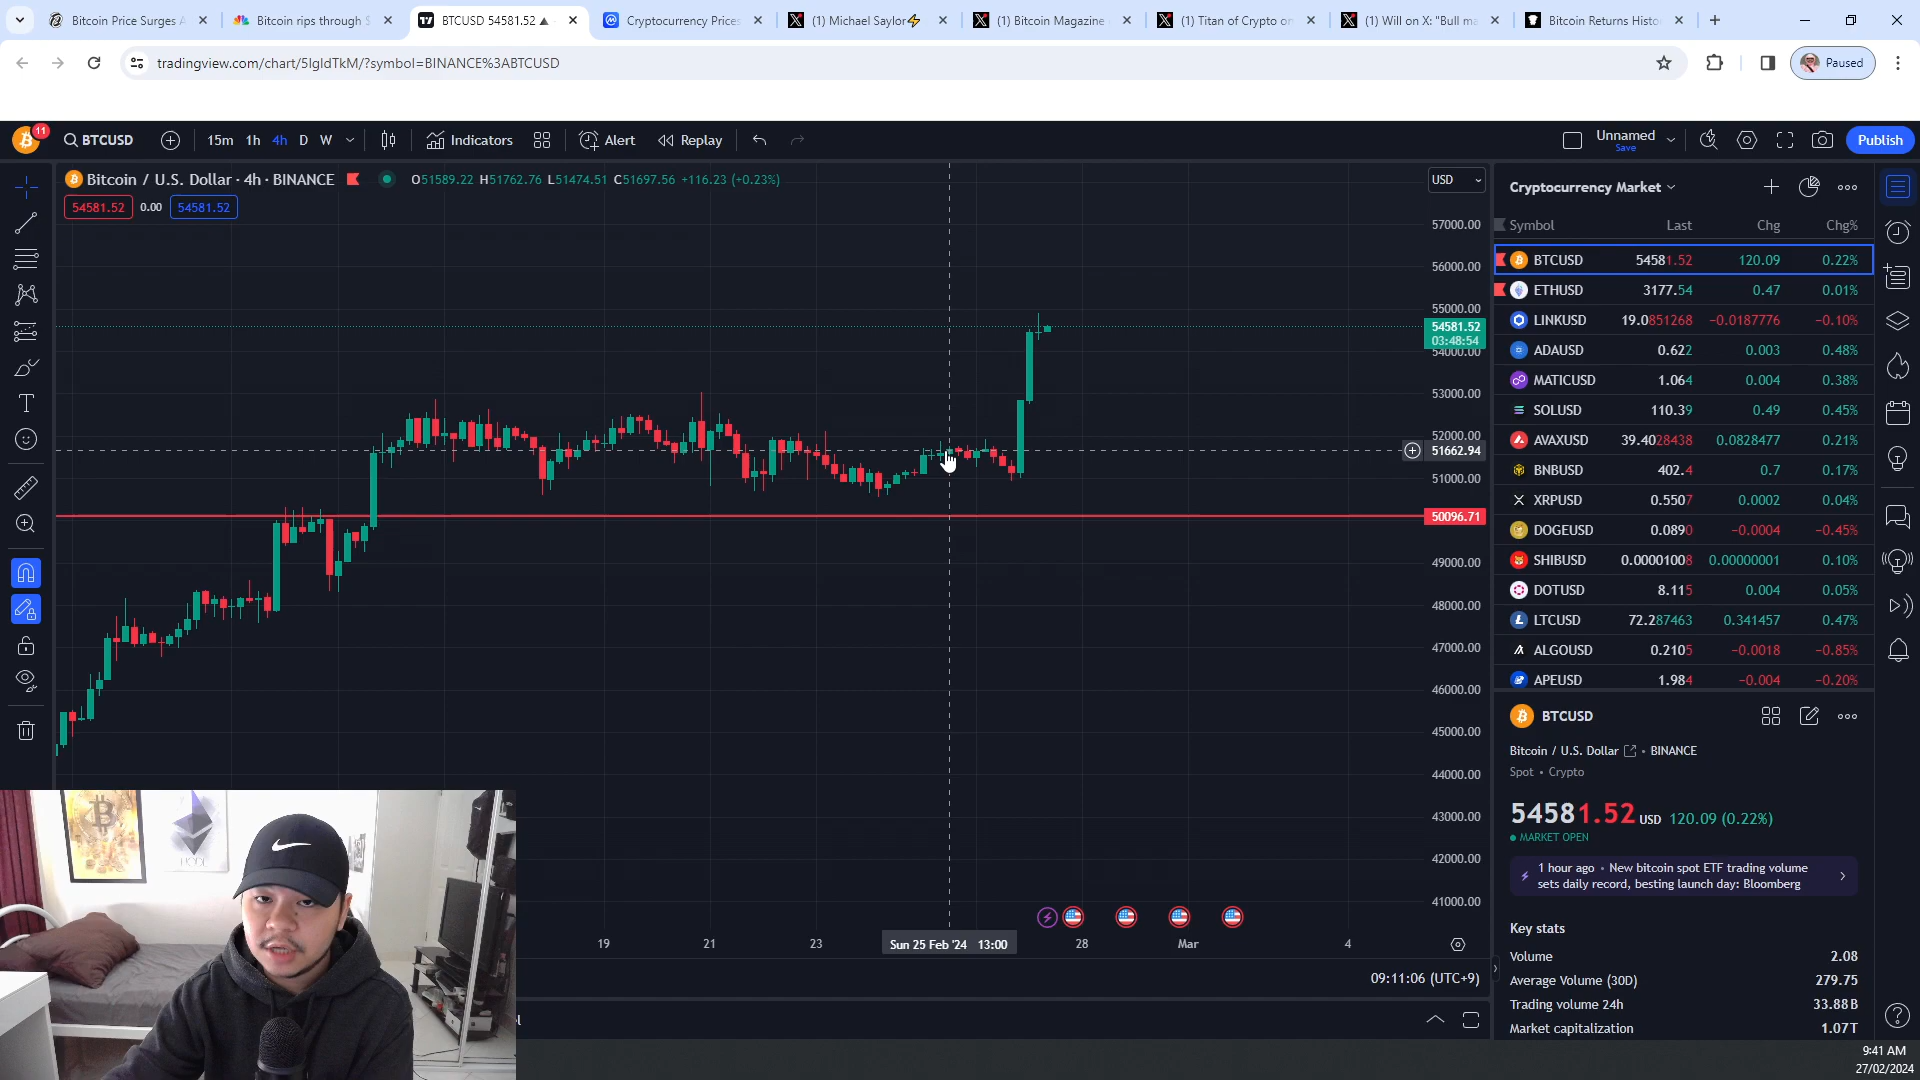 Bitcoin Price Surges A
Bitcoin rips through $
BTCUSD 54581.52 ▲
Cryptocurrency Prices
(1) Michael Saylor⚡
(1) Bitcoin Magazine
(1) Titan of Crypto on
(1) Will on X: "Bull ma
Bitcoin Returns Histo
tradingview.com/chart/5IgIdTkM/?symbol=BINANCE%3ABTCUSD
Paused
11
BTCUSD
15m 1h 4h D W
Indicators
Alert
Replay
Unnamed
Save
Publish
Bitcoin / U.S. Dollar · 4h · BINANCE
O51589.22 H51762.76 L51474.51 C51697.56 +116.23 (+0.23%)
54581.52 0.00 54581.52
USD
57000.00
56000.00
55000.00
54581.52
03:48:54
54000.00
53000.00
52000.00
51662.94
51000.00
50096.71
49000.00
48000.00
47000.00
46000.00
45000.00
44000.00
43000.00
42000.00
41000.00
19 21 23 Sun 25 Feb '24 13:00 28 Mar 4
09:11:06 (UTC+9)
Cryptocurrency Market
Symbol Last Chg Chg%
BTCUSD 54581.52 120.09 0.22%
ETHUSD 3177.54 0.47 0.01%
LINKUSD 19.0851268 −0.0187776 −0.10%
ADAUSD 0.622 0.003 0.48%
MATICUSD 1.064 0.004 0.38%
SOLUSD 110.39 0.49 0.45%
AVAXUSD 39.4028438 0.0828477 0.21%
BNBUSD 402.4 0.7 0.17%
XRPUSD 0.5507 0.0002 0.04%
DOGEUSD 0.0890 −0.0004 −0.45%
SHIBUSD 0.00001008 0.00000001 0.10%
DOTUSD 8.115 0.004 0.05%
LTCUSD 72.287463 0.341457 0.47%
ALGOUSD 0.2105 −0.0018 −0.85%
APEUSD 1.984 −0.004 −0.20%
BTCUSD
Bitcoin / U.S. Dollar • BINANCE
Spot • Crypto
54581.52 USD 120.09 (0.22%)
MARKET OPEN
1 hour ago • New bitcoin spot ETF trading volume
sets daily record, besting launch day: Bloomberg
Key stats
Volume 2.08
Average Volume (30D) 279.75
Trading volume 24h 33.88B
Market capitalization 1.07T
9:41 AM
27/02/2024